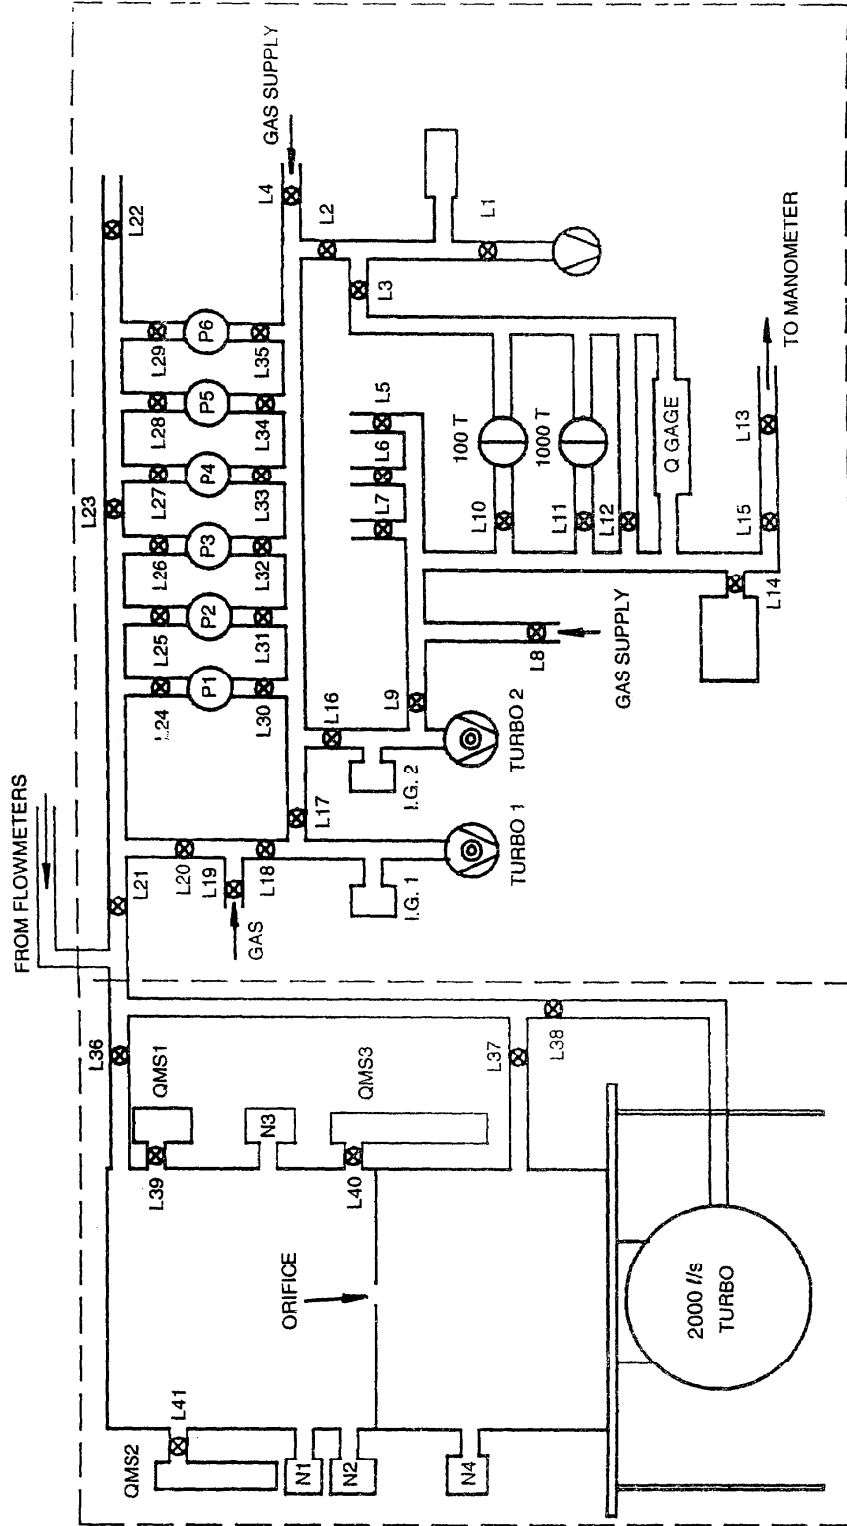 FROM FLOWMETERS
L22
L23
L21
L36
GAS SUPPLY
L4
L2
L1
L3
L29
P6
L35
L28
P5
L34
L27
P4
L33
L26
P3
L32
L25
P2
L31
L24
P1
L30
L20
L19
GAS
L18
L17
L16
L5
L6
L7
100 T
1000 T
L10
L11
L12
Q GAGE
L13
TO MANOMETER
L15
L14
L8
GAS SUPPLY
L9
I.G. 2
TURBO 2
I.G. 1
TURBO 1
QMS1
L39
N3
QMS3
L40
L37
L38
ORIFICE
L41
QMS2
N1
N2
N4
2000 l/s
TURBO